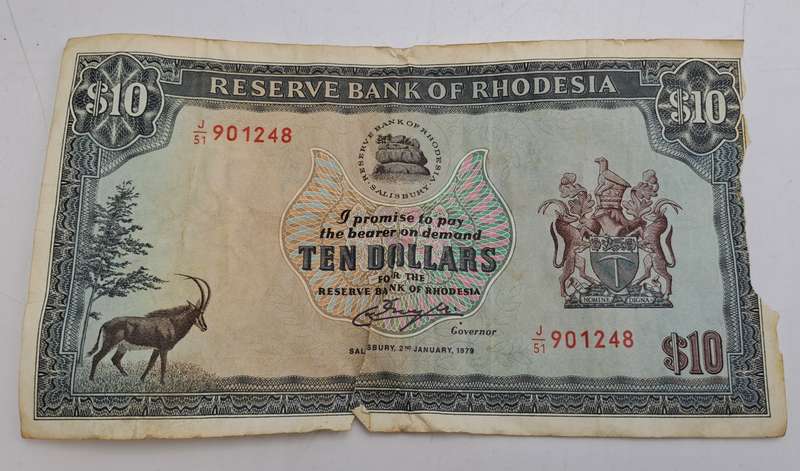 $10
RESERVE BANK OF RHODESIA
$10
J/51 901248
RESERVE BANK OF RHODESIA
SALISBURY
I promise to pay
the bearer on demand
TEN DOLLARS
FOR THE
RESERVE BANK OF RHODESIA
Governor
SALISBURY, 2ND JANUARY, 1979
SIT NOMINE DIGNA
J/51 901248
$10